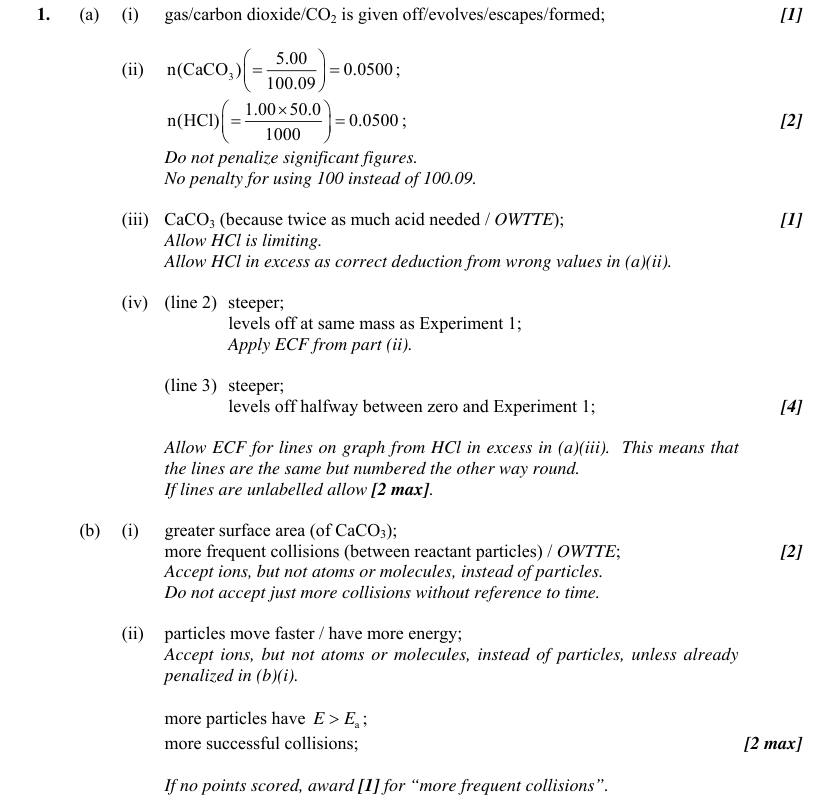 1. (a) (i) gas/carbon dioxide/CO₂ is given off/evolves/escapes/formed; [1]
(ii) n(CaCO₃)(= 5.00/100.09) = 0.0500;
n(HCl)(= 1.00×50.0/1000) = 0.0500; [2]
Do not penalize significant figures.
No penalty for using 100 instead of 100.09.
(iii) CaCO₃ (because twice as much acid needed / OWTTE); [1]
Allow HCl is limiting.
Allow HCl in excess as correct deduction from wrong values in (a)(ii).
(iv) (line 2) steeper;
levels off at same mass as Experiment 1;
Apply ECF from part (ii).
(line 3) steeper;
levels off halfway between zero and Experiment 1; [4]
Allow ECF for lines on graph from HCl in excess in (a)(iii). This means that
the lines are the same but numbered the other way round.
If lines are unlabelled allow [2 max].
(b) (i) greater surface area (of CaCO₃);
more frequent collisions (between reactant particles) / OWTTE; [2]
Accept ions, but not atoms or molecules, instead of particles.
Do not accept just more collisions without reference to time.
(ii) particles move faster / have more energy;
Accept ions, but not atoms or molecules, instead of particles, unless already
penalized in (b)(i).
more particles have E > Eₐ;
more successful collisions; [2 max]
If no points scored, award [1] for “more frequent collisions”.